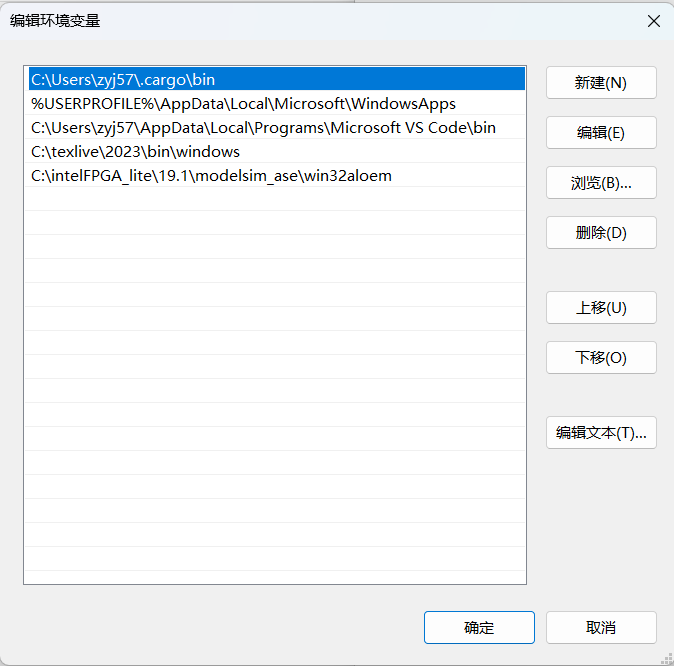 编辑环境变量
C:\Users\zyj57\.cargo\bin
%USERPROFILE%\AppData\Local\Microsoft\WindowsApps
C:\Users\zyj57\AppData\Local\Programs\Microsoft VS Code\bin
C:\texlive\2023\bin\windows
C:\intelFPGA_lite\19.1\modelsim_ase\win32aloem
新建(N)
编辑(E)
浏览(B)...
删除(D)
上移(U)
下移(O)
编辑文本(T)...
确定
取消